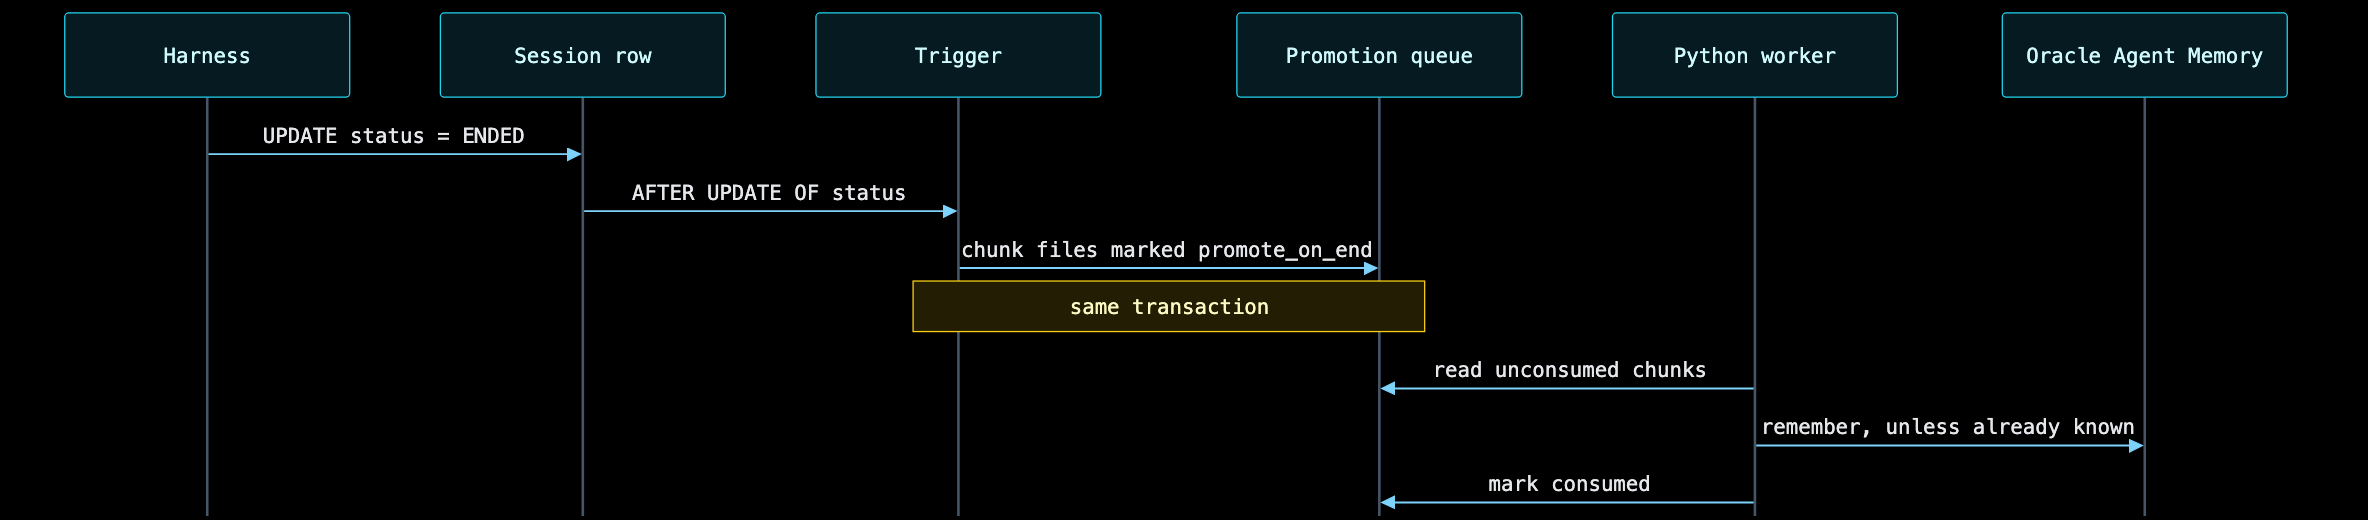 Harness
Session row
Trigger
Promotion queue
Python worker
Oracle Agent Memory
UPDATE status = ENDED
AFTER UPDATE OF status
chunk files marked promote_on_end
same transaction
read unconsumed chunks
remember, unless already known
mark consumed